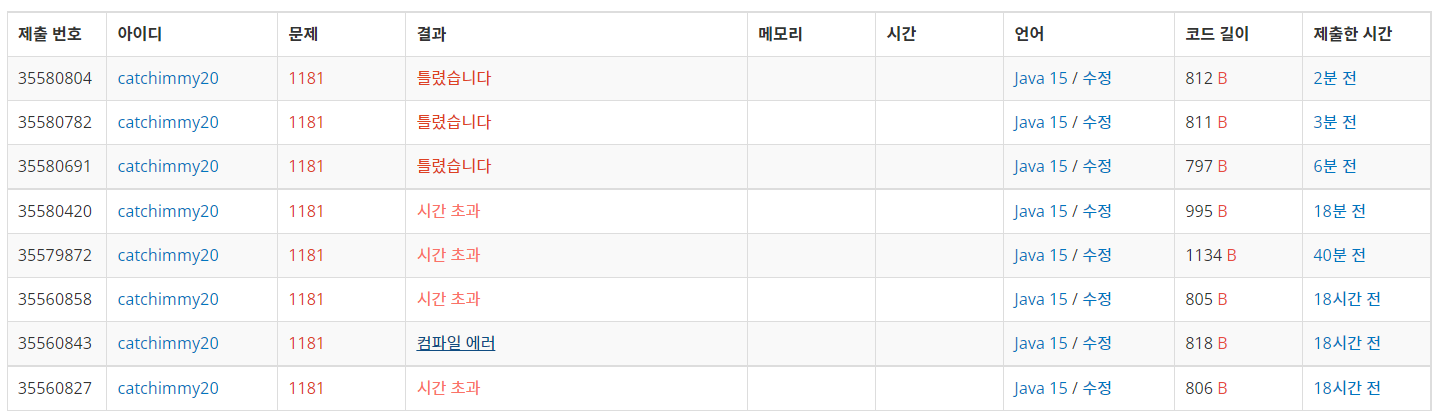 제출 번호 아이디 문제 결과 메모리 시간 언어 코드 길이 제출한 시간
35580804 catchimmy20 1181 틀렸습니다 Java 15 / 수정 812 B 2분 전
35580782 catchimmy20 1181 틀렸습니다 Java 15 / 수정 811 B 3분 전
35580691 catchimmy20 1181 틀렸습니다 Java 15 / 수정 797 B 6분 전
35580420 catchimmy20 1181 시간 초과 Java 15 / 수정 995 B 18분 전
35579872 catchimmy20 1181 시간 초과 Java 15 / 수정 1134 B 40분 전
35560858 catchimmy20 1181 시간 초과 Java 15 / 수정 805 B 18시간 전
35560843 catchimmy20 1181 컴파일 에러 Java 15 / 수정 818 B 18시간 전
35560827 catchimmy20 1181 시간 초과 Java 15 / 수정 806 B 18시간 전